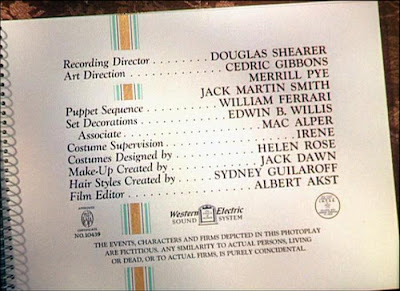 Recording Director . . . . . . . . . . DOUGLAS SHEARER
Art Direction . . . . . . . . . . . . . CEDRIC GIBBONS
MERRILL PYE
JACK MARTIN SMITH
Puppet Sequence . . . . . . . . . . WILLIAM FERRARI
Set Decorations . . . . . . . . . . . EDWIN B. WILLIS
Associate . . . . . . . . . . . . . . . MAC ALPER
Costume Supervision . . . . . . . . . . . . IRENE
Costumes Designed by . . . . . . . . HELEN ROSE
Make-Up Created by . . . . . . . . . . JACK DAWN
Hair Styles Created by . . . . . SYDNEY GUILAROFF
Film Editor . . . . . . . . . . . . . . ALBERT AKST
Western Electric
SOUND SYSTEM
CERTIFICATE
NO. 10439
THE EVENTS, CHARACTERS AND FIRMS DEPICTED IN THIS PHOTOPLAY
ARE FICTITIOUS. ANY SIMILARITY TO ACTUAL PERSONS, LIVING
OR DEAD, OR TO ACTUAL FIRMS, IS PURELY COINCIDENTAL.